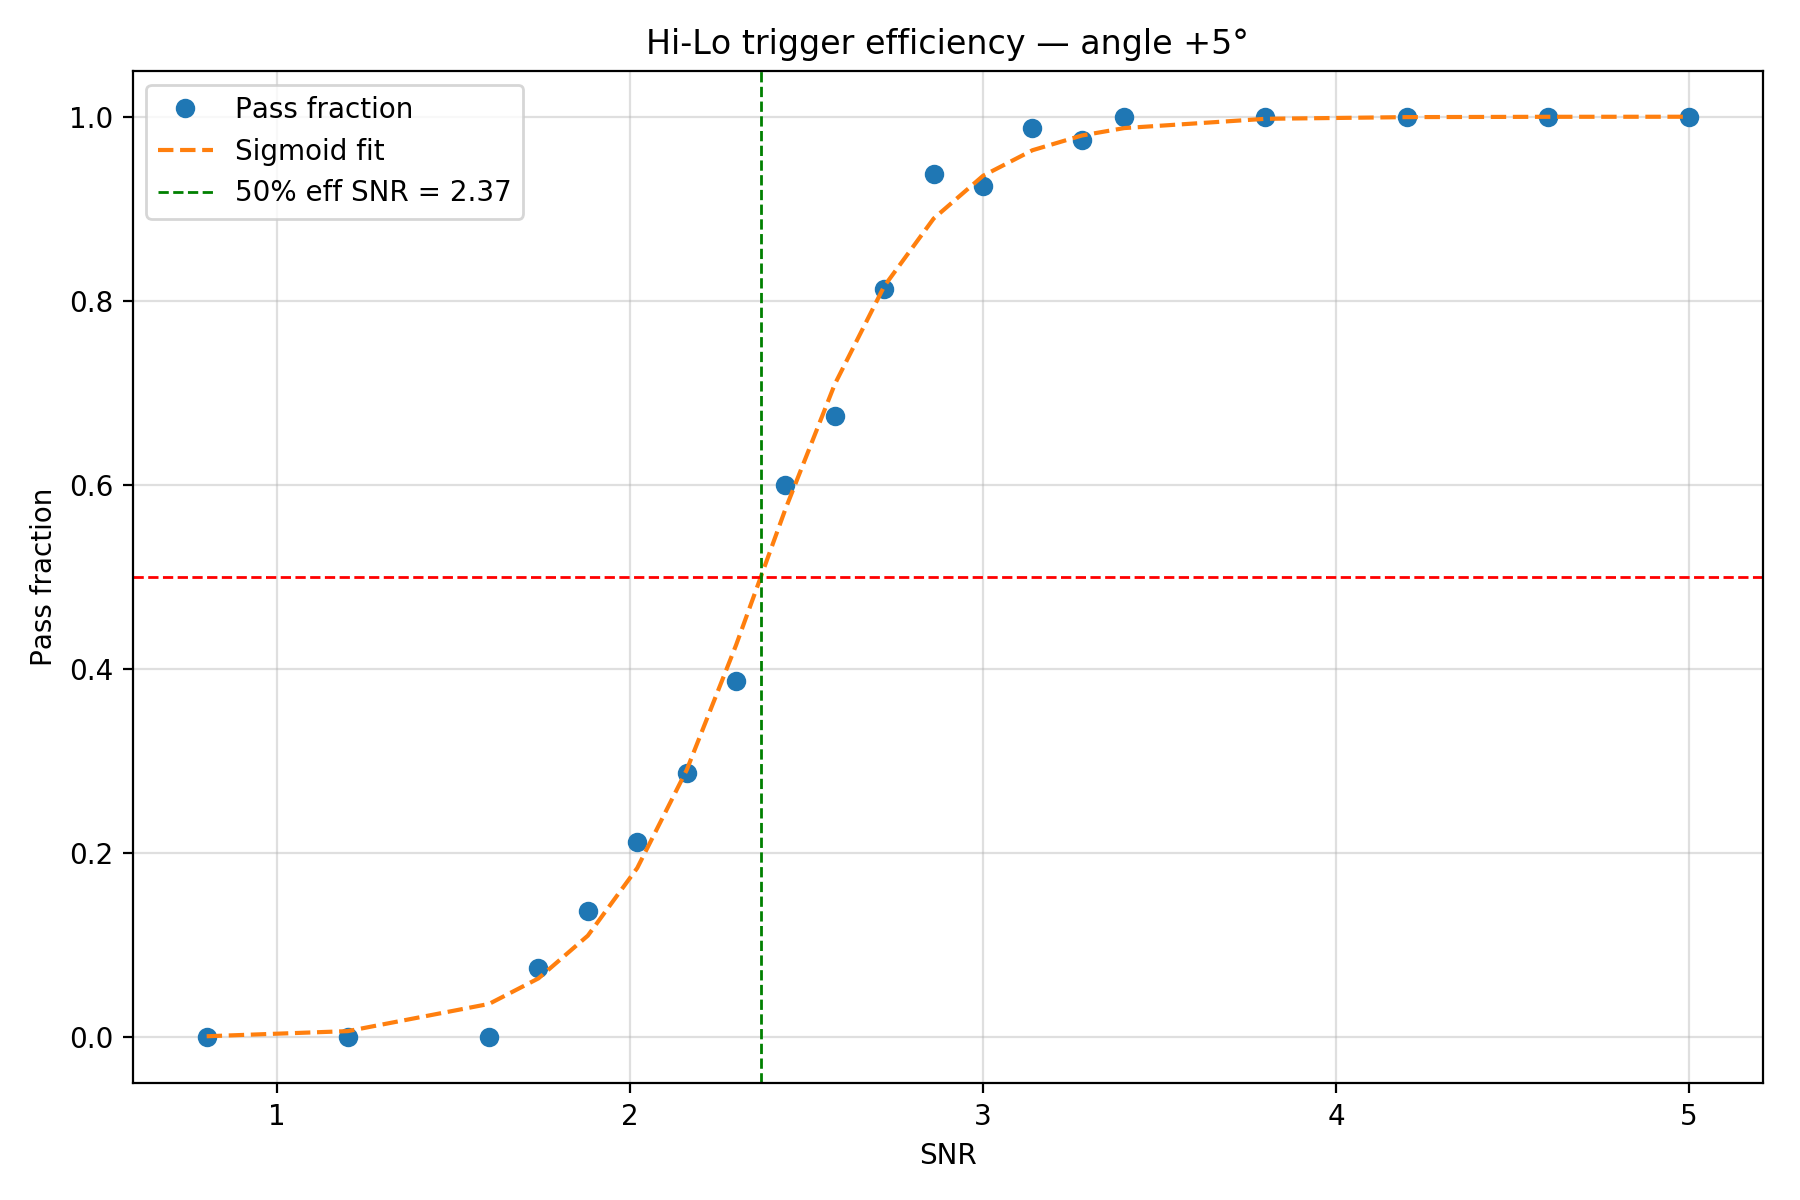 Hi-Lo trigger efficiency — angle +5°
Pass fraction
Sigmoid fit
50% eff SNR = 2.37
Pass fraction
1.0
0.8
0.6
0.4
0.2
0.0
1 2 3 4 5
SNR